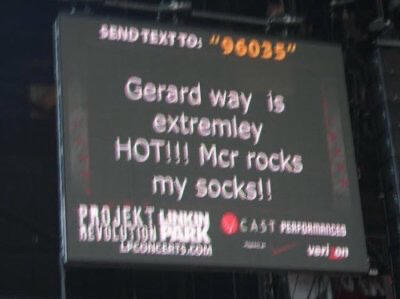 SEND TEXT TO: "96035"
Gerard way is
extremley
HOT!!! Mcr rocks
my socks!!
PROJEKT LINKIN
REVOLUTION PARK
LPCONCERTS.COM
V CAST PERFORMANCES
verizon